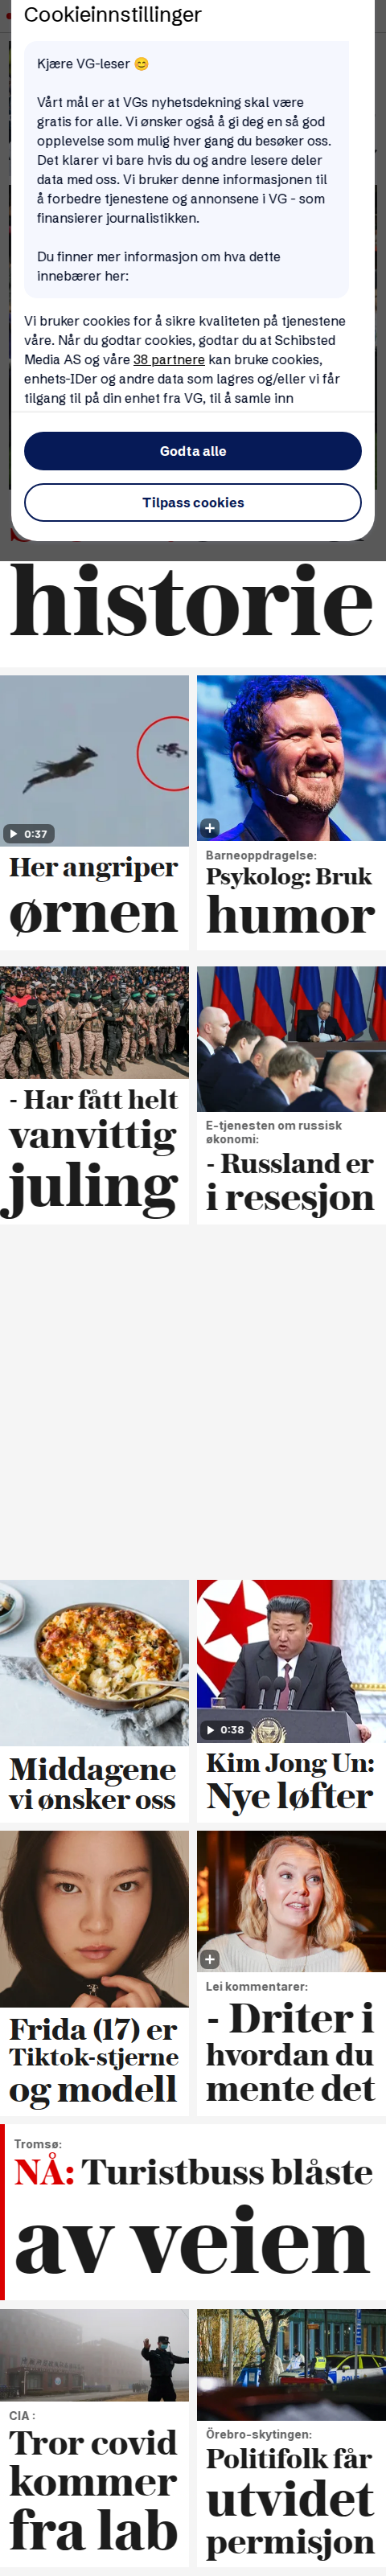 Cookieinnstillinger
Kjære VG-leser 😊
Vårt mål er at VGs nyhetsdekning skal være
gratis for alle. Vi ønsker også å gi deg en så god
opplevelse som mulig hver gang du besøker oss.
Det klarer vi bare hvis du og andre lesere deler
data med oss. Vi bruker denne informasjonen til
å forbedre tjenestene og annonsene i VG - som
finansierer journalistikken.
Du finner mer informasjon om hva dette
innebærer her:
Vi bruker cookies for å sikre kvaliteten på tjenestene
våre. Når du godtar cookies, godtar du at Schibsted
Media AS og våre 38 partnere kan bruke cookies,
enhets-IDer og andre data som lagres og/eller vi får
tilgang til på din enhet fra VG, til å samle inn
Godta alle
Tilpass cookies
historie
0:37
Her angriper
ørnen
Barneoppdragelse:
Psykolog: Bruk
humor
- Har fått helt
vanvittig
juling
E-tjenesten om russisk
økonomi:
- Russland er
i resesjon
Middagene
vi ønsker oss
0:38
Kim Jong Un:
Nye løfter
Frida (17) er
Tiktok-stjerne
og modell
Lei kommentarer:
- Driter i
hvordan du
mente det
Tromsø:
NÅ: Turistbuss blåste
av veien
CIA :
Tror covid
kommer
fra lab
Örebro-skytingen:
Politifolk får
utvidet
permisjon